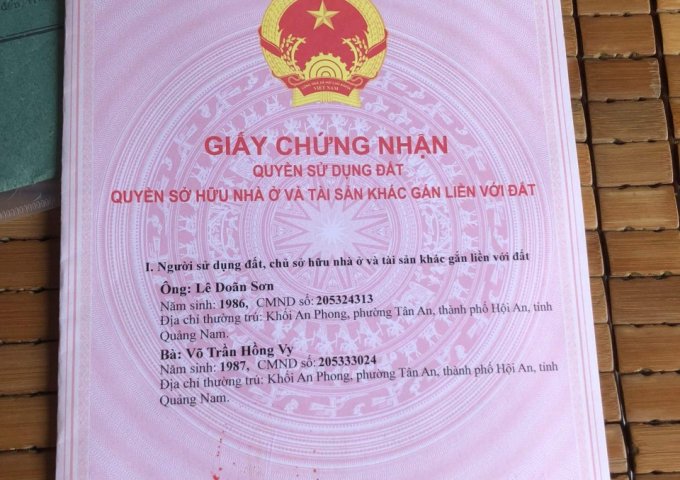 VIỆT NAM
GIẤY CHỨNG NHẬN
QUYỀN SỬ DỤNG ĐẤT
QUYỀN SỞ HỮU NHÀ Ở VÀ TÀI SẢN KHÁC GẮN LIỀN VỚI ĐẤT
I. Người sử dụng đất, chủ sở hữu nhà ở và tài sản khác gắn liền với đất
Ông: Lê Doãn Sơn
Năm sinh: 1986, CMND số: 205324313
Địa chỉ thường trú: Khối An Phong, phường Tân An, thành phố Hội An, tỉnh
Quảng Nam.
Bà: Võ Trần Hồng Vy
Năm sinh: 1987, CMND số: 205333024
Địa chỉ thường trú: Khối An Phong, phường Tân An, thành phố Hội An, tỉnh
Quảng Nam.